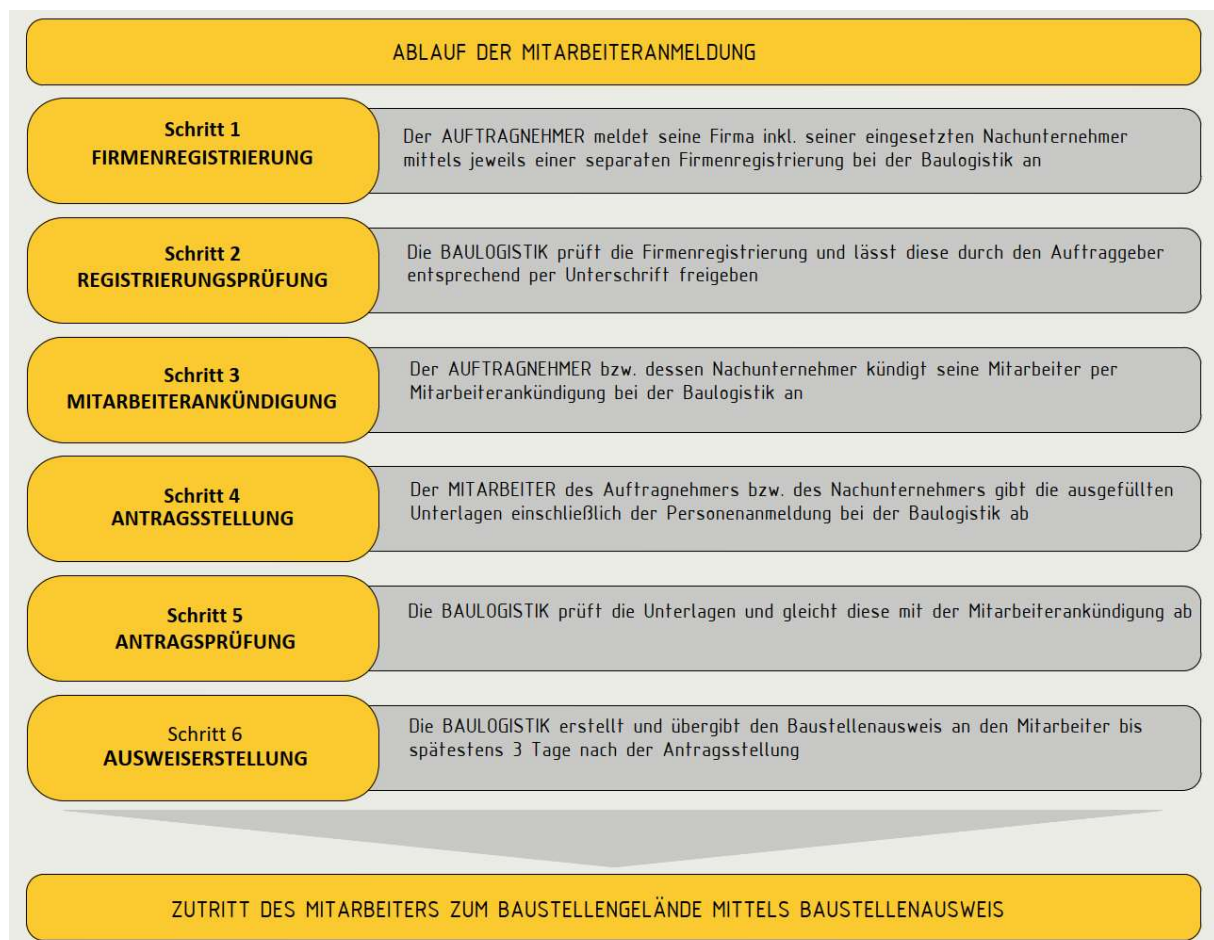 ABLAUF DER MITARBEITERANMELDUNG
Schritt 1
FIRMENREGISTRIERUNG
Der AUFTRAGNEHMER meldet seine Firma inkl. seiner eingesetzten Nachunternehmer
mittels jeweils einer separaten Firmenregistrierung bei der Baulogistik an
Schritt 2
REGISTRIERUNGSPRÜFUNG
Die BAULOGISTIK prüft die Firmenregistrierung und lässt diese durch den Auftraggeber
entsprechend per Unterschrift freigeben
Schritt 3
MITARBEITERANKÜNDIGUNG
Der AUFTRAGNEHMER bzw. dessen Nachunternehmer kündigt seine Mitarbeiter per
Mitarbeiterankündigung bei der Baulogistik an
Schritt 4
ANTRAGSSTELLUNG
Der MITARBEITER des Auftragnehmers bzw. des Nachunternehmers gibt die ausgefüllten
Unterlagen einschließlich der Personenanmeldung bei der Baulogistik ab
Schritt 5
ANTRAGSPRÜFUNG
Die BAULOGISTIK prüft die Unterlagen und gleicht diese mit der Mitarbeiterankündigung ab
Schritt 6
AUSWEISERSTELLUNG
Die BAULOGISTIK erstellt und übergibt den Baustellenausweis an den Mitarbeiter bis
spätestens 3 Tage nach der Antragsstellung
ZUTRITT DES MITARBEITERS ZUM BAUSTELLENGELÄNDE MITTELS BAUSTELLENAUSWEIS